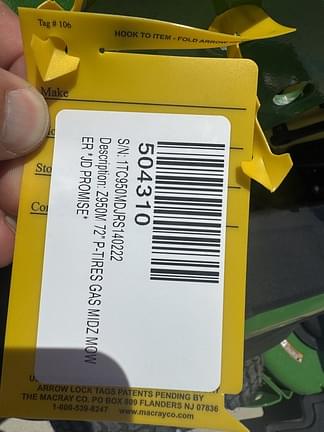 Tag # 106
HOOK TO ITEM - FOLD ARROW
Make
504310
S/N: 1TC950MDJRS140222
Description: Z950M 72" P-TIRES GAS MIDZ MOW
ER *JD PROMISE*
ARROW LOCK TAGS PATENTS PENDING BY
THE MACRAY CO. PO BOX 809 FLANDERS NJ 07836
1-800-539-8247 www.macrayco.com